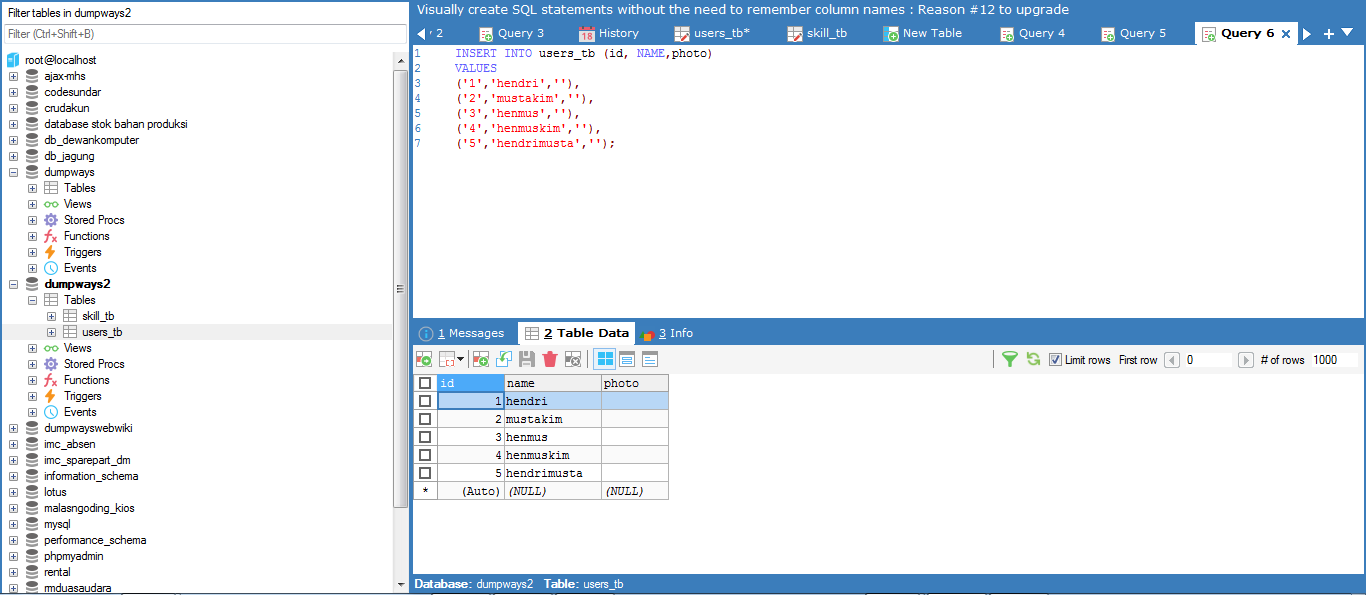 Filter tables in dumpways2
Filter (Ctrl+Shift+B)
root@localhost
ajax-mhs
codesundar
crudakun
database stok bahan produksi
db_dewankomputer
db_jagung
dumpways
Tables
Views
Stored Procs
Functions
Triggers
Events
dumpways2
Tables
skill_tb
users_tb
Views
Stored Procs
Functions
Triggers
Events
dumpwayswebwiki
imc_absen
imc_sparepart_dm
information_schema
lotus
malasngoding_kios
mysql
performance_schema
phpmyadmin
rental
rmduasaudara
Visually create SQL statements without the need to remember column names : Reason #12 to upgrade
2 Query 3 18 History users_tb* skill_tb New Table Query 4 Query 5 Query 6
1 INSERT INTO users_tb (id, NAME,photo)
2 VALUES
3 ('1','hendri',''),
4 ('2','mustakim',''),
5 ('3','henmus',''),
6 ('4','henmuskim',''),
7 ('5','hendrimusta','');
1 Messages 2 Table Data 3 Info
Limit rows First row 0 # of rows 1000
id name photo
1 hendri
2 mustakim
3 henmus
4 henmuskim
5 hendrimusta
* (Auto) (NULL) (NULL)
Database: dumpways2 Table: users_tb